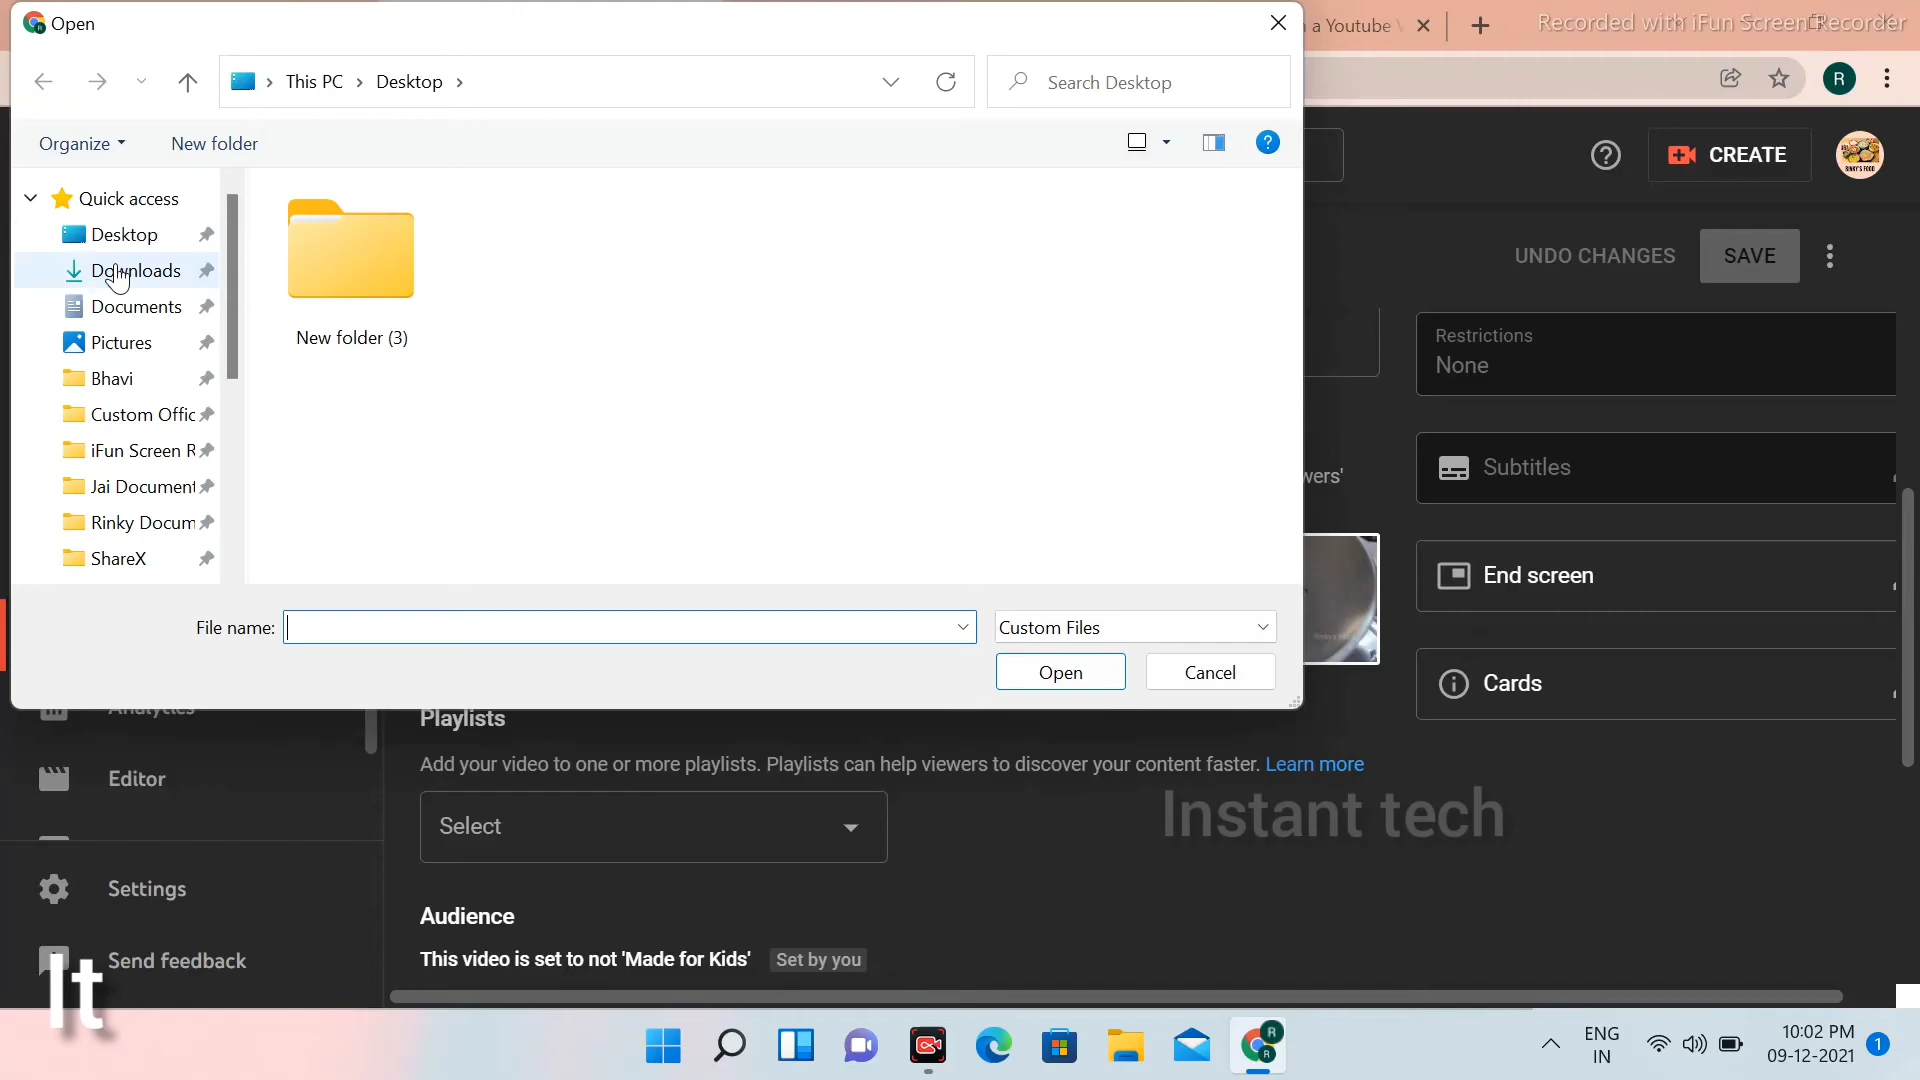 Open
a Youtube
Recorded with iFun Screen Recorder
This PC
Desktop
Search Desktop
R
Organize
New folder
?
CREATE
RINKY'S FOOD
Quick access
Desktop
Downloads
Documents
Pictures
Bhavi
Custom Offic
iFun Screen R
Jai Document
Rinky Docum
ShareX
New folder (3)
UNDO CHANGES
SAVE
Restrictions
None
wers'
Subtitles
End screen
Cards
File name:
Custom Files
Open
Cancel
Analytics
Editor
Settings
Send feedback
Playlists
Add your video to one or more playlists. Playlists can help viewers to discover your content faster. Learn more
Select
Instant tech
Audience
This video is set to not 'Made for Kids'
Set by you
It
R
R
ENG
IN
10:02 PM
09-12-2021
1